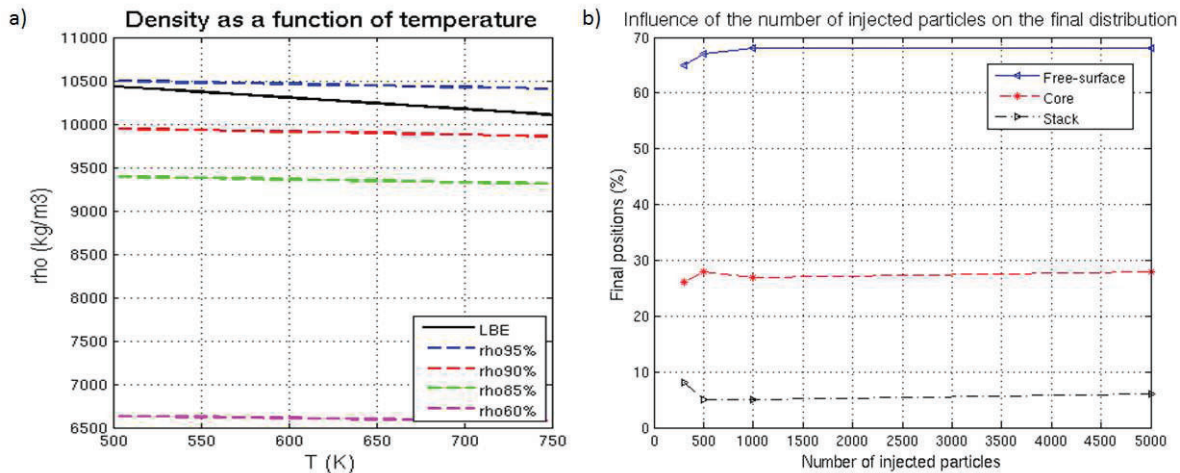 a)
Density as a function of temperature
11000
10500
10000
9500
9000
8500
8000
7500
7000
6500
rho (kg/m3)
500
550
600
650
700
750
T (K)
LBE
rho95%
rho90%
rho85%
rho60%
b)
Influence of the number of injected particles on the final distribution
70
60
50
40
30
20
10
0
Final positions (%)
0
500
1000
1500
2000
2500
3000
3500
4000
4500
5000
Number of injected particles
Free-surface
Core
Stack